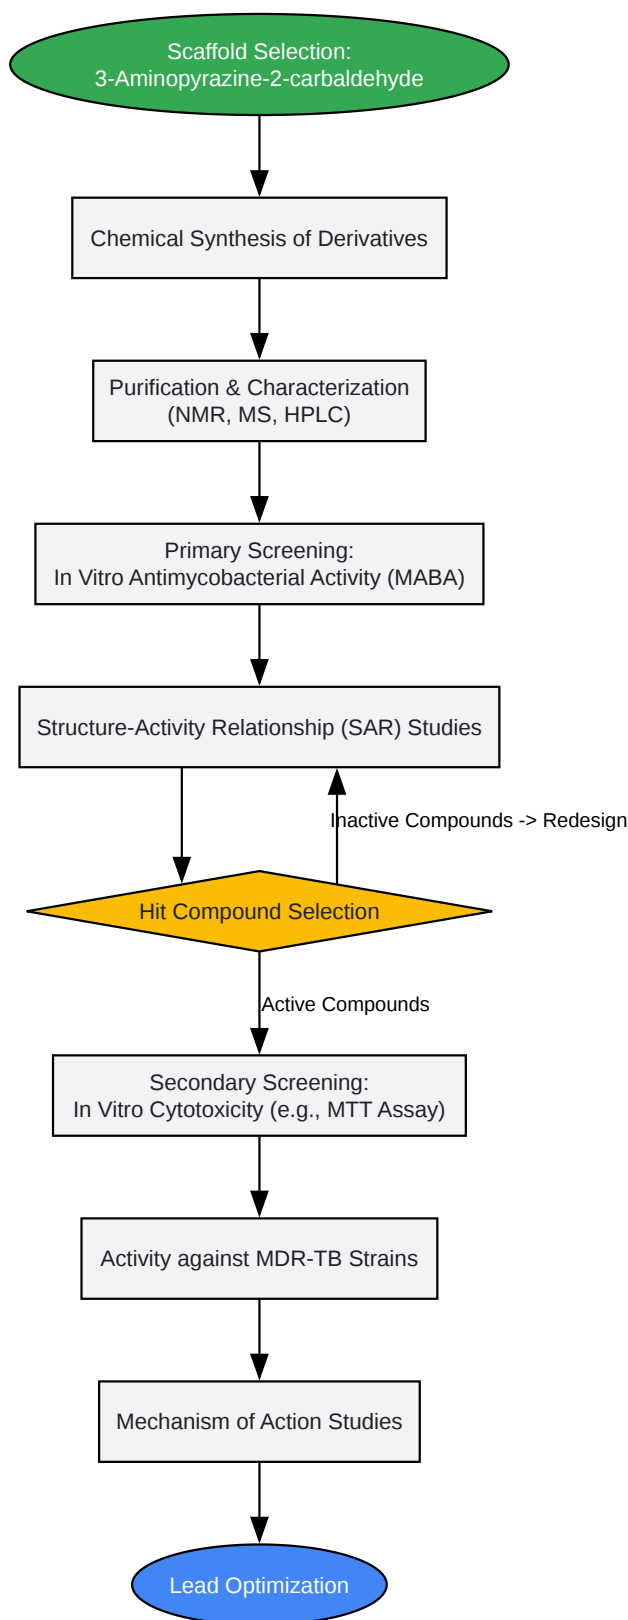 Scaffold Selection:
3-Aminopyrazine-2-carbaldehyde
Chemical Synthesis of Derivatives
Purification & Characterization
(NMR, MS, HPLC)
Primary Screening:
In Vitro Antimycobacterial Activity (MABA)
Structure-Activity Relationship (SAR) Studies
Inactive Compounds -> Redesign
Hit Compound Selection
Active Compounds
Secondary Screening:
In Vitro Cytotoxicity (e.g., MTT Assay)
Activity against MDR-TB Strains
Mechanism of Action Studies
Lead Optimization